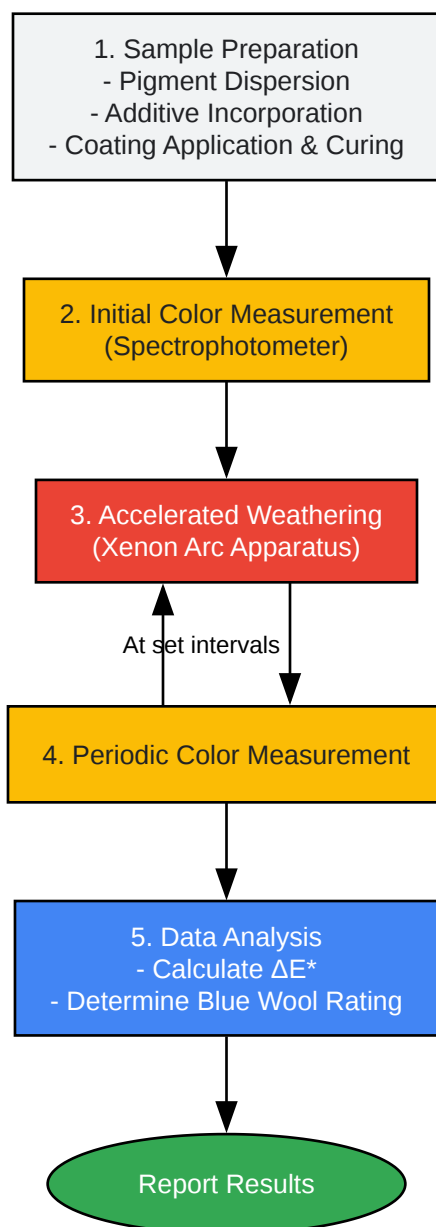 1. Sample Preparation
- Pigment Dispersion
- Additive Incorporation
- Coating Application & Curing
2. Initial Color Measurement
(Spectrophotometer)
3. Accelerated Weathering
(Xenon Arc Apparatus)
At set intervals
4. Periodic Color Measurement
5. Data Analysis
- Calculate ΔE*
- Determine Blue Wool Rating
Report Results